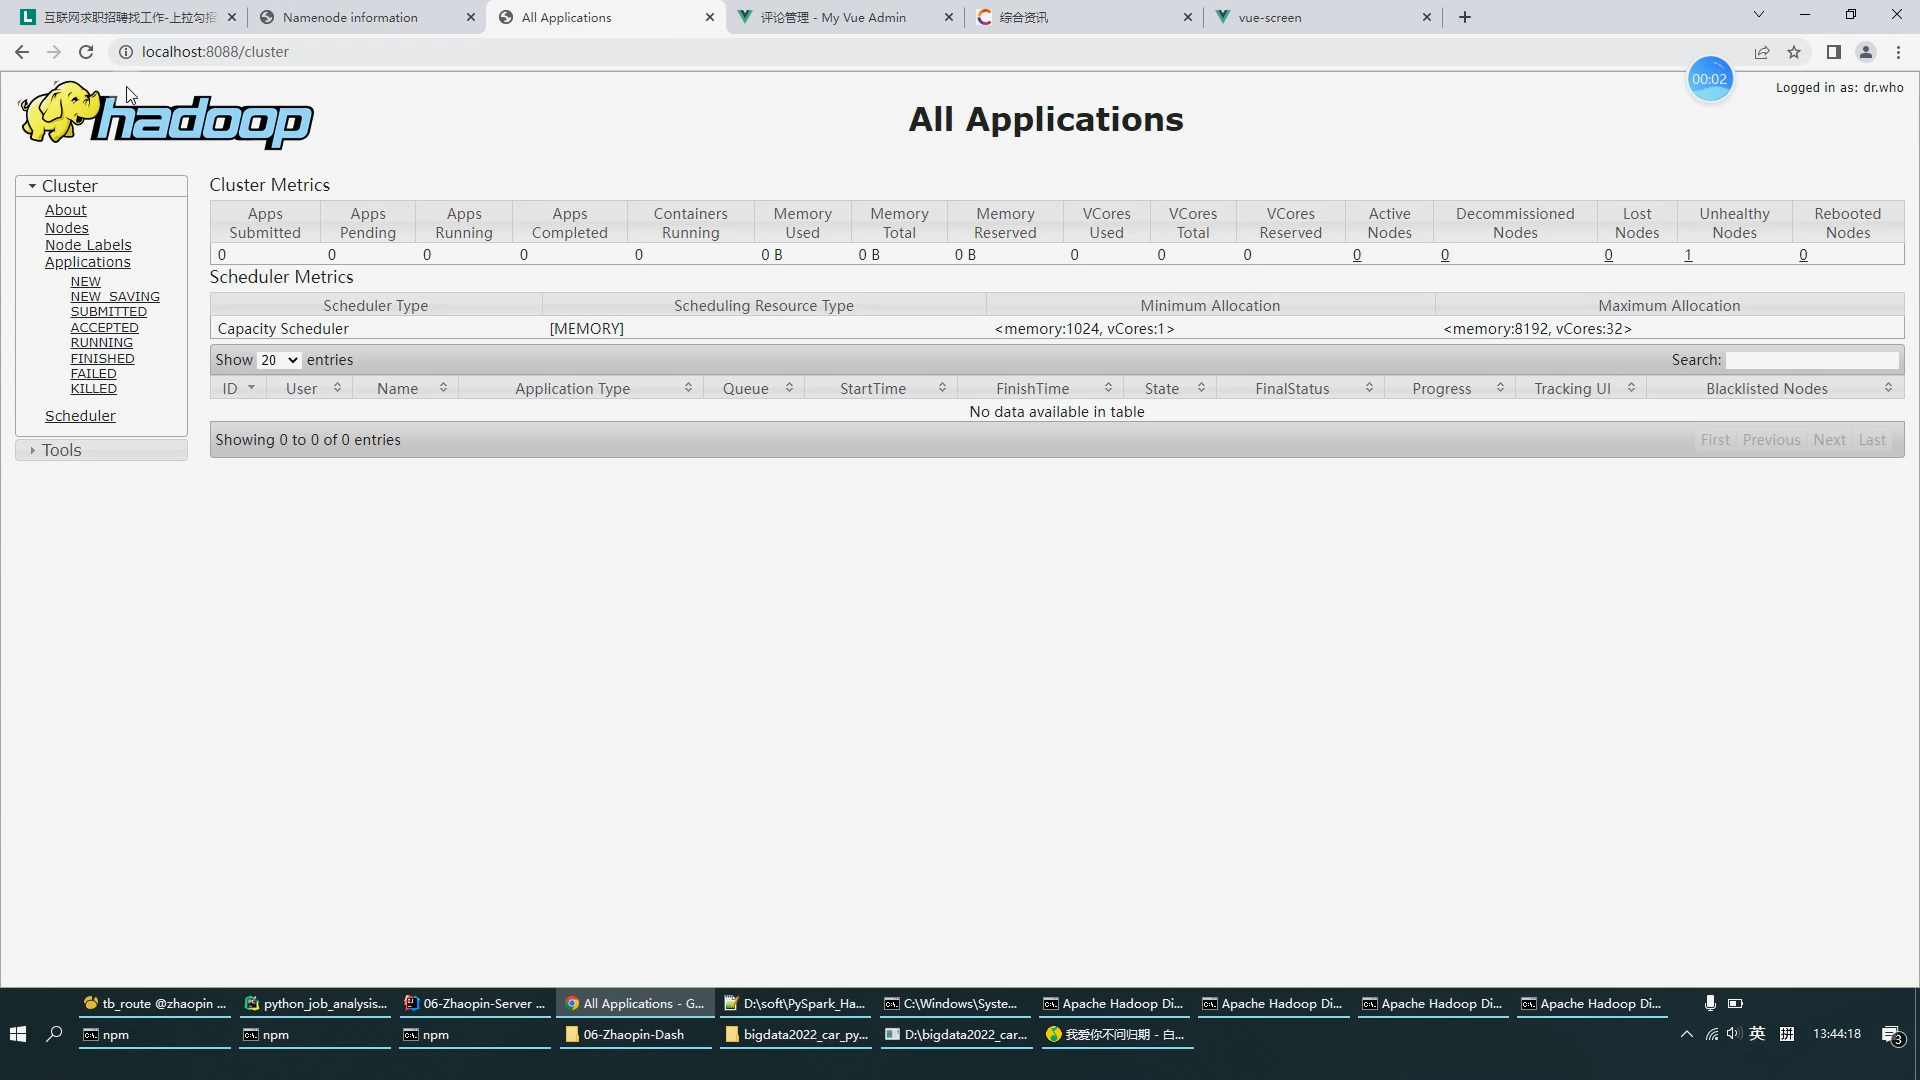 互联网求职招聘找工作-上拉勾招
Namenode information
All Applications
评论管理 - My Vue Admin
综合资讯
vue-screen
localhost:8088/cluster
00:02
Logged in as: dr.who
hadoop
All Applications
Cluster
About
Nodes
Node Labels
Applications
NEW
NEW_SAVING
SUBMITTED
ACCEPTED
RUNNING
FINISHED
FAILED
KILLED
Scheduler
Tools
Cluster Metrics
Apps Submitted Apps Pending Apps Running Apps Completed Containers Running Memory Used Memory Total Memory Reserved VCores Used VCores Total VCores Reserved Active Nodes Decommissioned Nodes Lost Nodes Unhealthy Nodes Rebooted Nodes
0 0 0 0 0 0 B 0 B 0 B 0 0 0 0 0 0 1 0
Scheduler Metrics
Scheduler Type Scheduling Resource Type Minimum Allocation Maximum Allocation
Capacity Scheduler [MEMORY] <memory:1024, vCores:1> <memory:8192, vCores:32>
Show 20 entries Search:
ID User Name Application Type Queue StartTime FinishTime State FinalStatus Progress Tracking UI Blacklisted Nodes
No data available in table
Showing 0 to 0 of 0 entries First Previous Next Last
tb_route @zhaopin ...
python_job_analysis...
06-Zhaopin-Server ...
All Applications - G...
D:\soft\PySpark_Ha...
C:\Windows\Syste...
Apache Hadoop Di...
Apache Hadoop Di...
Apache Hadoop Di...
Apache Hadoop Di...
npm
npm
npm
06-Zhaopin-Dash
bigdata2022_car_py...
D:\bigdata2022_car...
我爱你不问归期 - 白...
英
拼
13:44:18
3